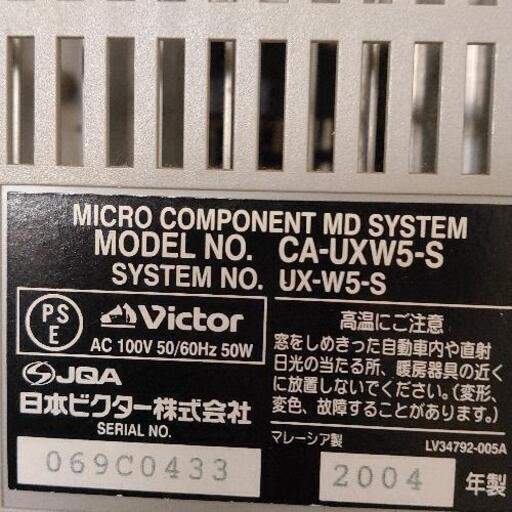 MICRO COMPONENT MD SYSTEM
MODEL NO. CA-UXW5-S
SYSTEM NO. UX-W5-S
PS
E
Victor
AC 100V 50/60Hz 50W
JQA
日本ビクター株式会社
SERIAL NO.
069C0433
高温にご注意
窓をしめきった自動車内や直射
日光の当たる所、暖房器具の近く
に放置しないでください。(変形、
変色、故障することがあります。)
マレーシア製
LV34792-005A
2004 年製